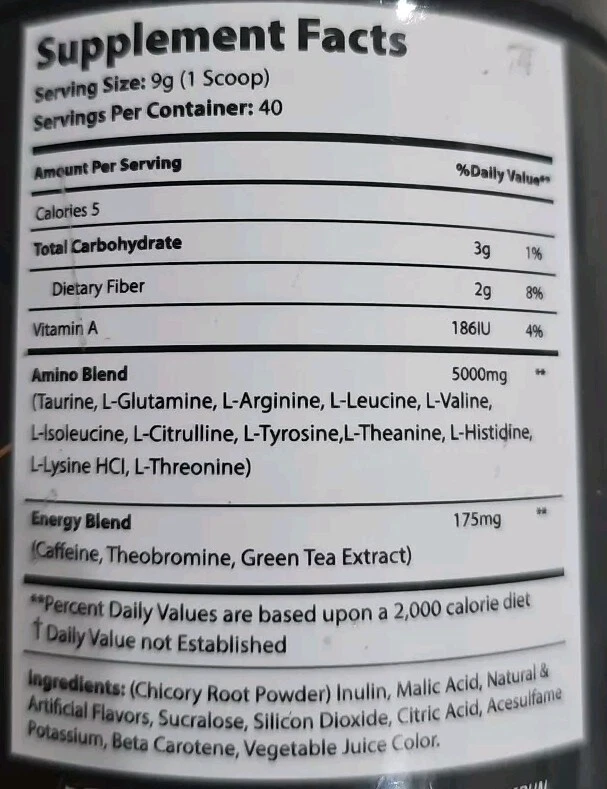 Supplement Facts
Serving Size: 9g (1 Scoop)
Servings Per Container: 40
Amount Per Serving %Daily Value**
Calories 5
Total Carbohydrate 3g 1%
Dietary Fiber 2g 8%
Vitamin A 186IU 4%
Amino Blend 5000mg **
(Taurine, L-Glutamine, L-Arginine, L-Leucine, L-Valine,
L-Isoleucine, L-Citrulline, L-Tyrosine,L-Theanine, L-Histidine,
L-Lysine HCl, L-Threonine)
Energy Blend 175mg **
(Caffeine, Theobromine, Green Tea Extract)
**Percent Daily Values are based upon a 2,000 calorie diet
† Daily Value not Established
Ingredients: (Chicory Root Powder) Inulin, Malic Acid, Natural &
Artificial Flavors, Sucralose, Silicon Dioxide, Citric Acid, Acesulfame
Potassium, Beta Carotene, Vegetable Juice Color.